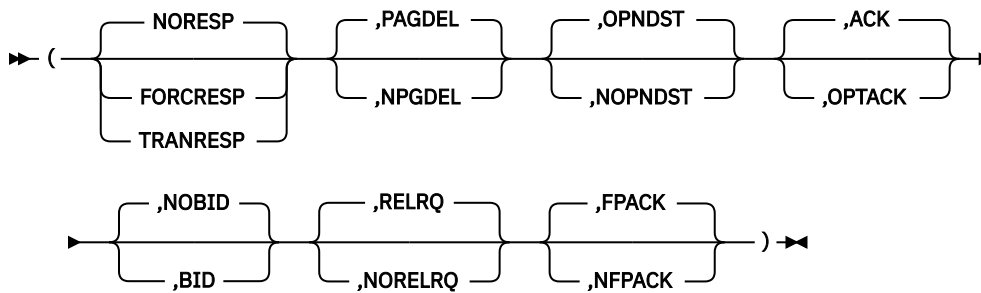 NORESP ,PAGDEL ,OPNDST ,ACK
(
FORCRESP ,NPGDEL ,NOPNDST ,OPTACK
TRANRESP
,NOBID ,RELRQ ,FPACK
)
,BID ,NORELRQ ,NFPACK